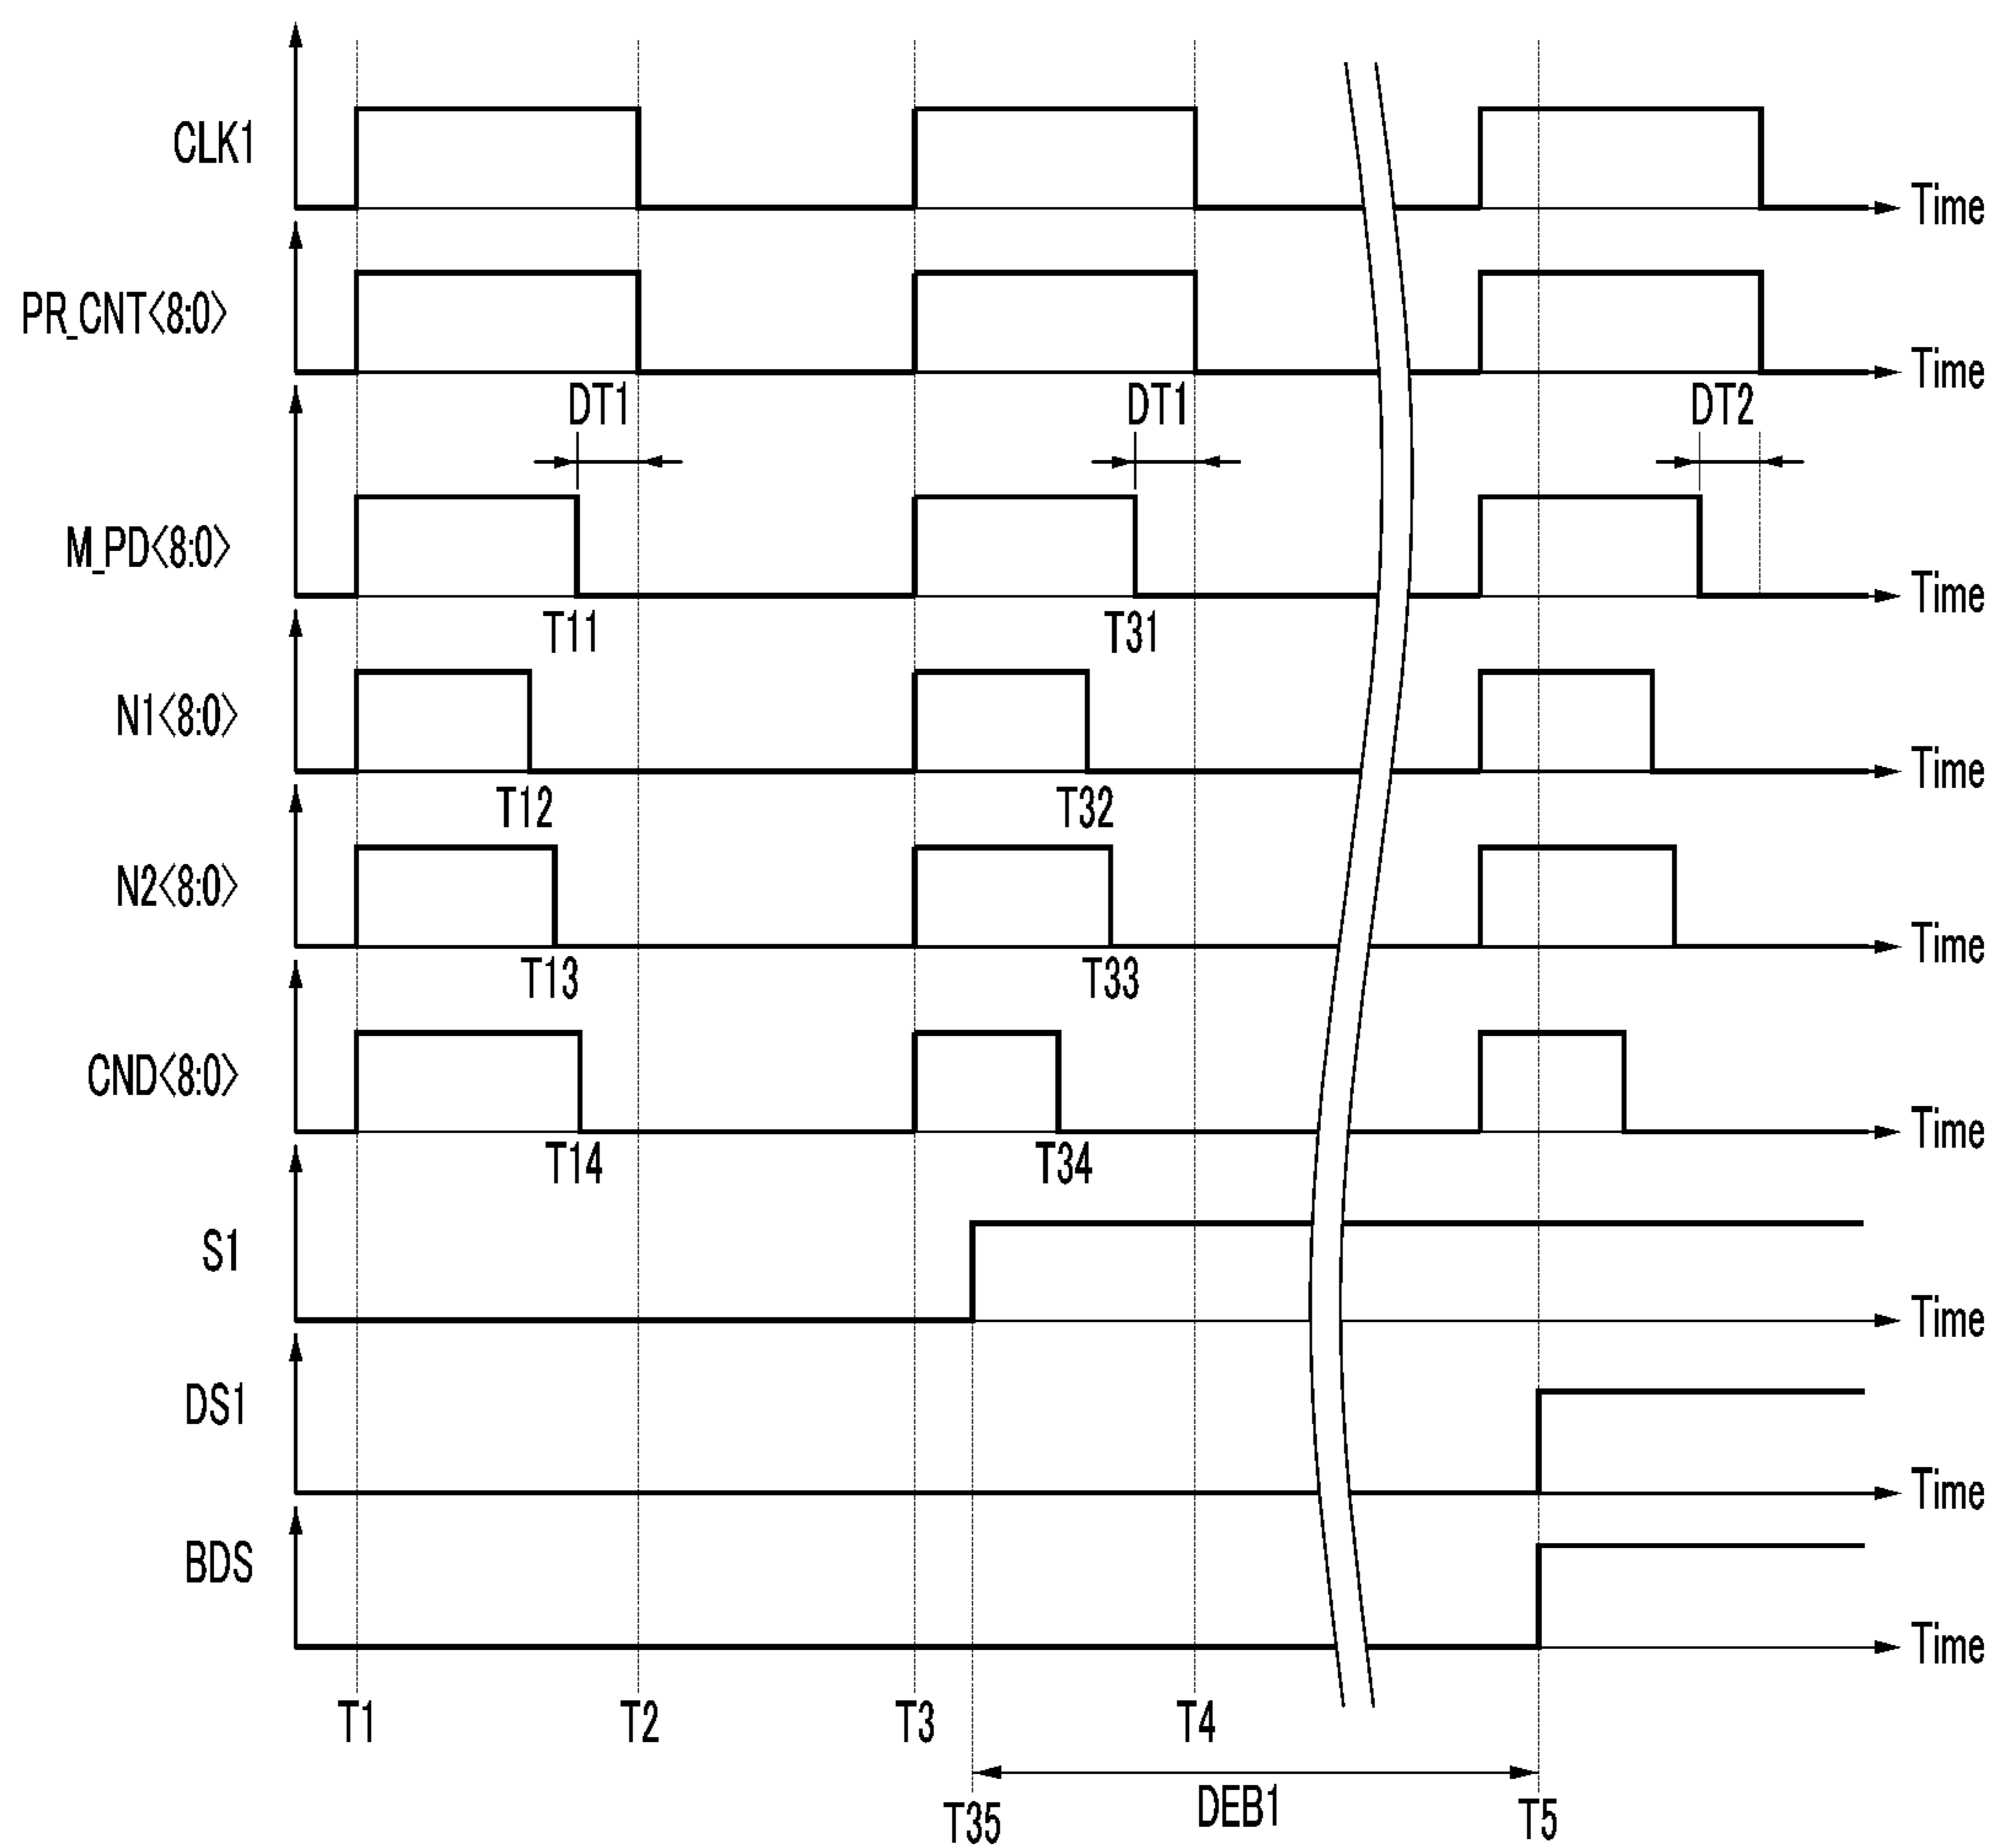 CLK1
Time
PR_CNT<8:0>
Time
DT1 DT1 DT2
M_PD<8:0>
Time
T11 T31
N1<8:0>
Time
T12 T32
N2<8:0>
Time
T13 T33
CND<8:0>
Time
T14 T34
S1
Time
DS1
Time
BDS
Time
T1 T2 T3 T4
DEB1
T35 T5